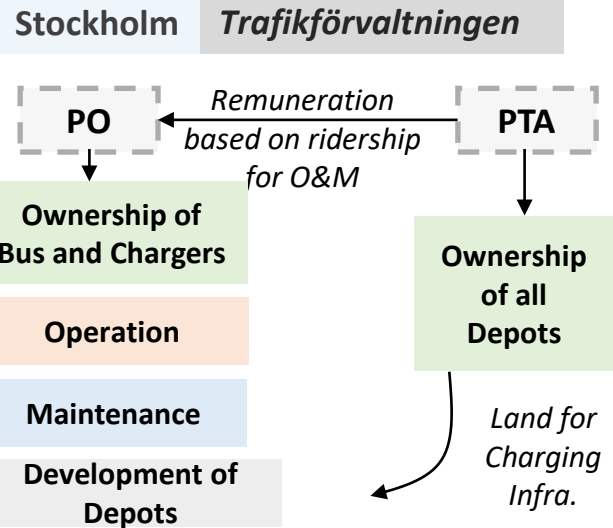 Stockholm Trafikförvaltningen
PO
Remuneration
based on ridership
for O&M
PTA
Ownership of
Bus and Chargers
Ownership
of all
Depots
Operation
Maintenance
Land for
Charging
Infra.
Development of
Depots